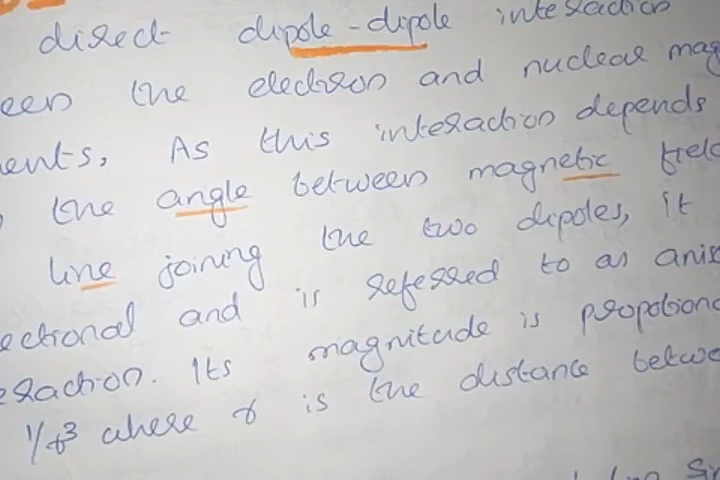 direct dipole-dipole interaction
een the electron and nuclear mag
ents, As this interaction depends
the angle between magnetic field
line joining the two dipoles, it
ectional and is referred to as anis
eraction. Its magnitude is propotiona
1/r3 where r is the distance betwe